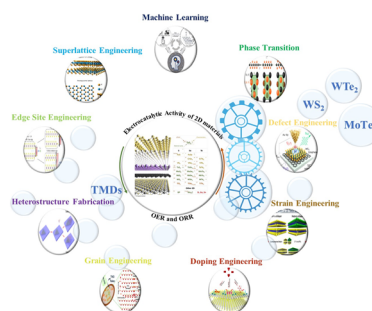 Machine Learning
Superlattice Engineering
Phase Transition
WTe2
WS2
MoTe
Electrocatalytic Activity of 2D materials
Edge Site Engineering
Defect Engineering
TMDs
Heterostructure Fabrication
Strain Engineering
OER and ORR
Grain Engineering
Doping Engineering